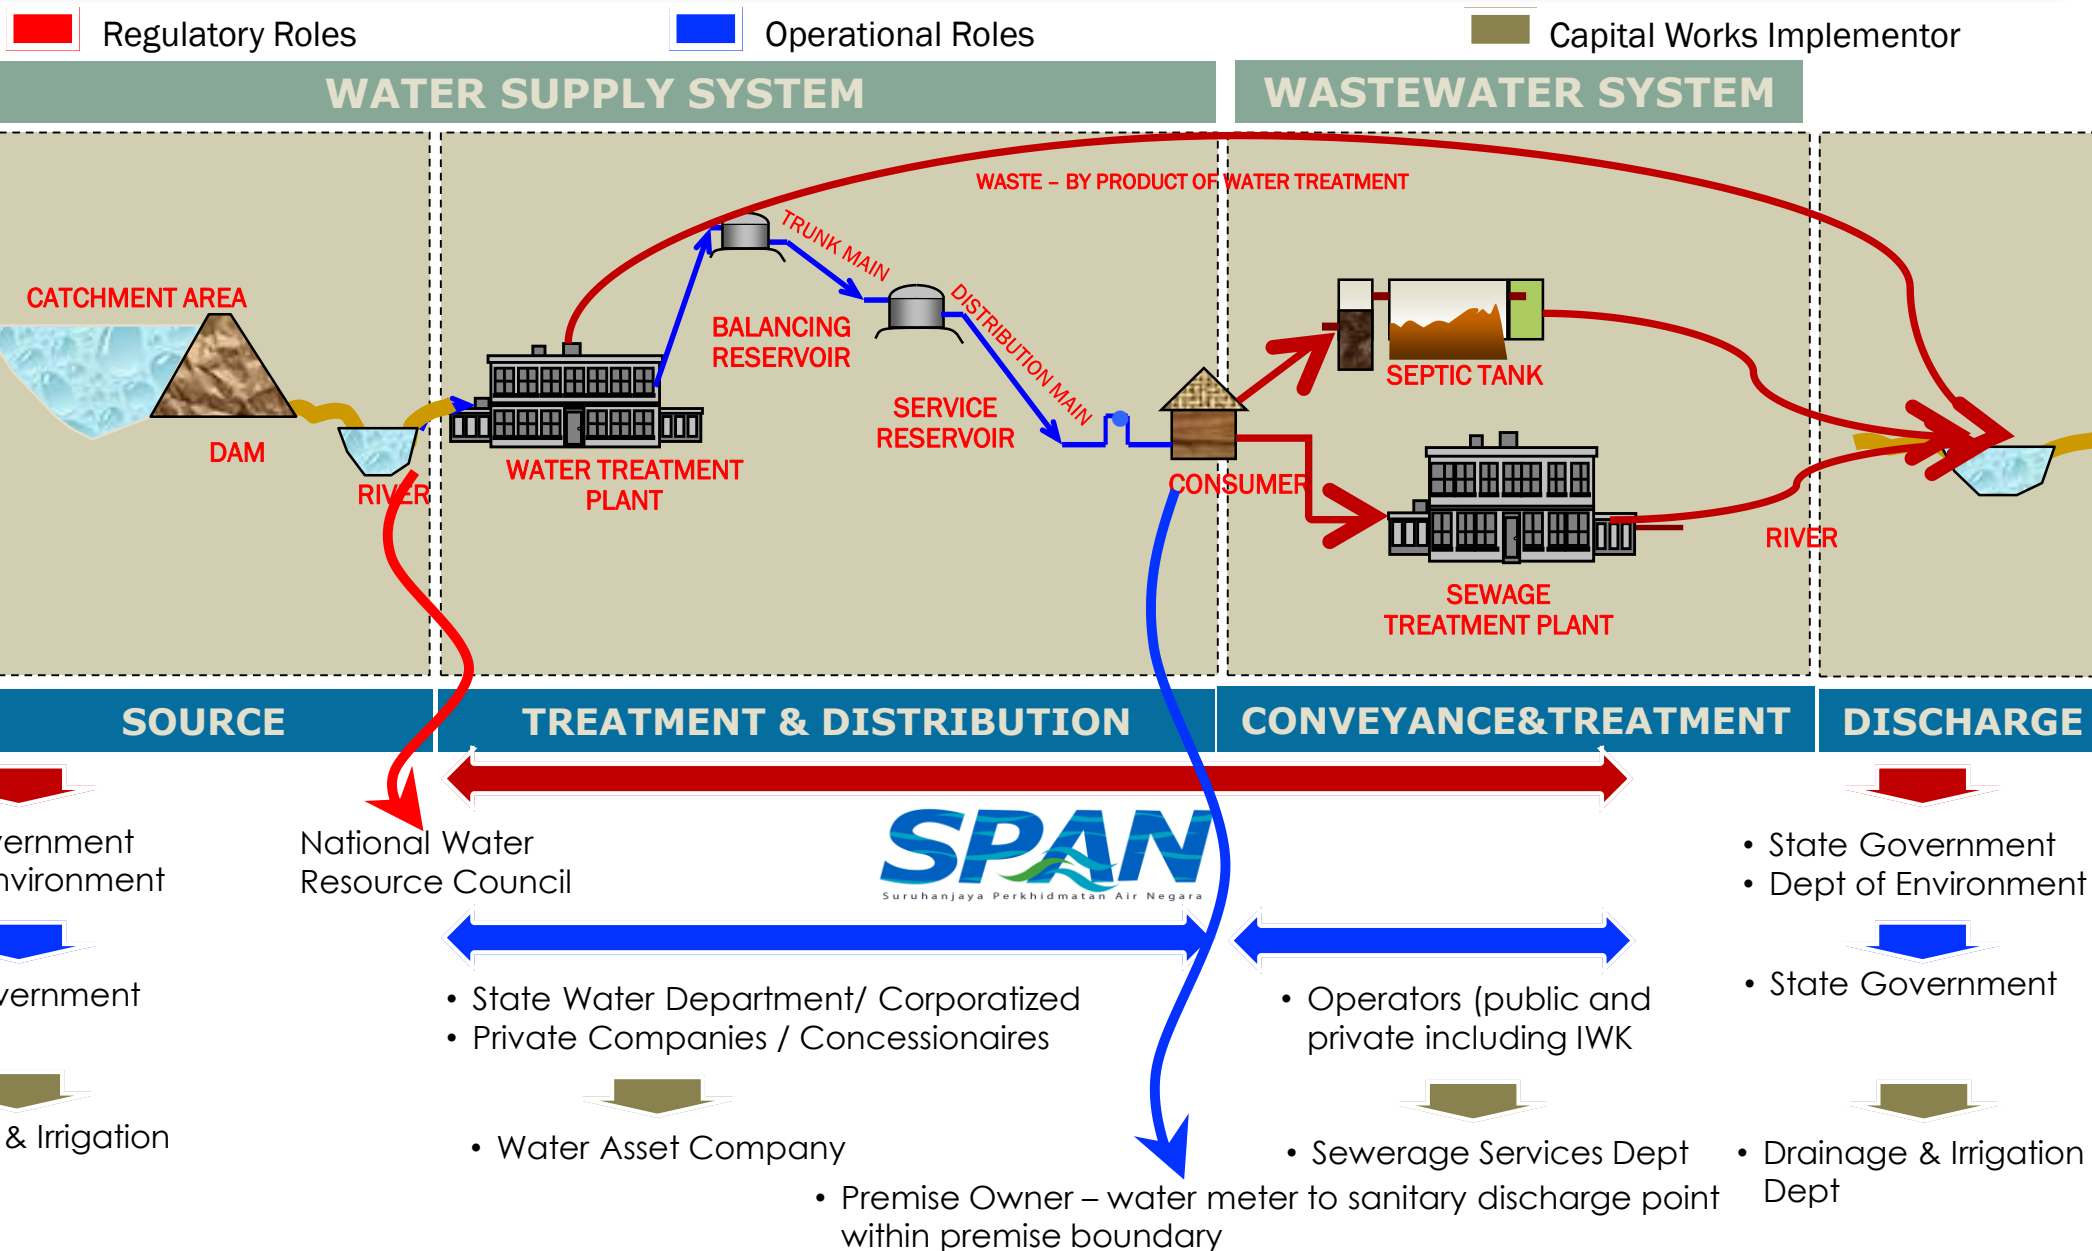 Regulatory Roles
Operational Roles
Capital Works Implementor
WATER SUPPLY SYSTEM
WASTEWATER SYSTEM
WASTE – BY PRODUCT OF WATER TREATMENT
TRUNK MAIN
CATCHMENT AREA
DISTRIBUTION MAIN
BALANCING
RESERVOIR
SEPTIC TANK
SERVICE
RESERVOIR
DAM
WATER TREATMENT
PLANT
RIVER
CONSUMER
RIVER
SEWAGE
TREATMENT PLANT
SOURCE
TREATMENT & DISTRIBUTION
CONVEYANCE&TREATMENT
DISCHARGE
vernment
nvironment
National Water
Resource Council
SPAN
Suruhanjaya Perkhidmatan Air Negara
• State Government
• Dept of Environment
vernment
• State Water Department/ Corporatized
• Private Companies / Concessionaires
• Operators (public and
private including IWK
• State Government
& Irrigation
• Water Asset Company
• Sewerage Services Dept
• Drainage & Irrigation
Dept
• Premise Owner – water meter to sanitary discharge point
within premise boundary